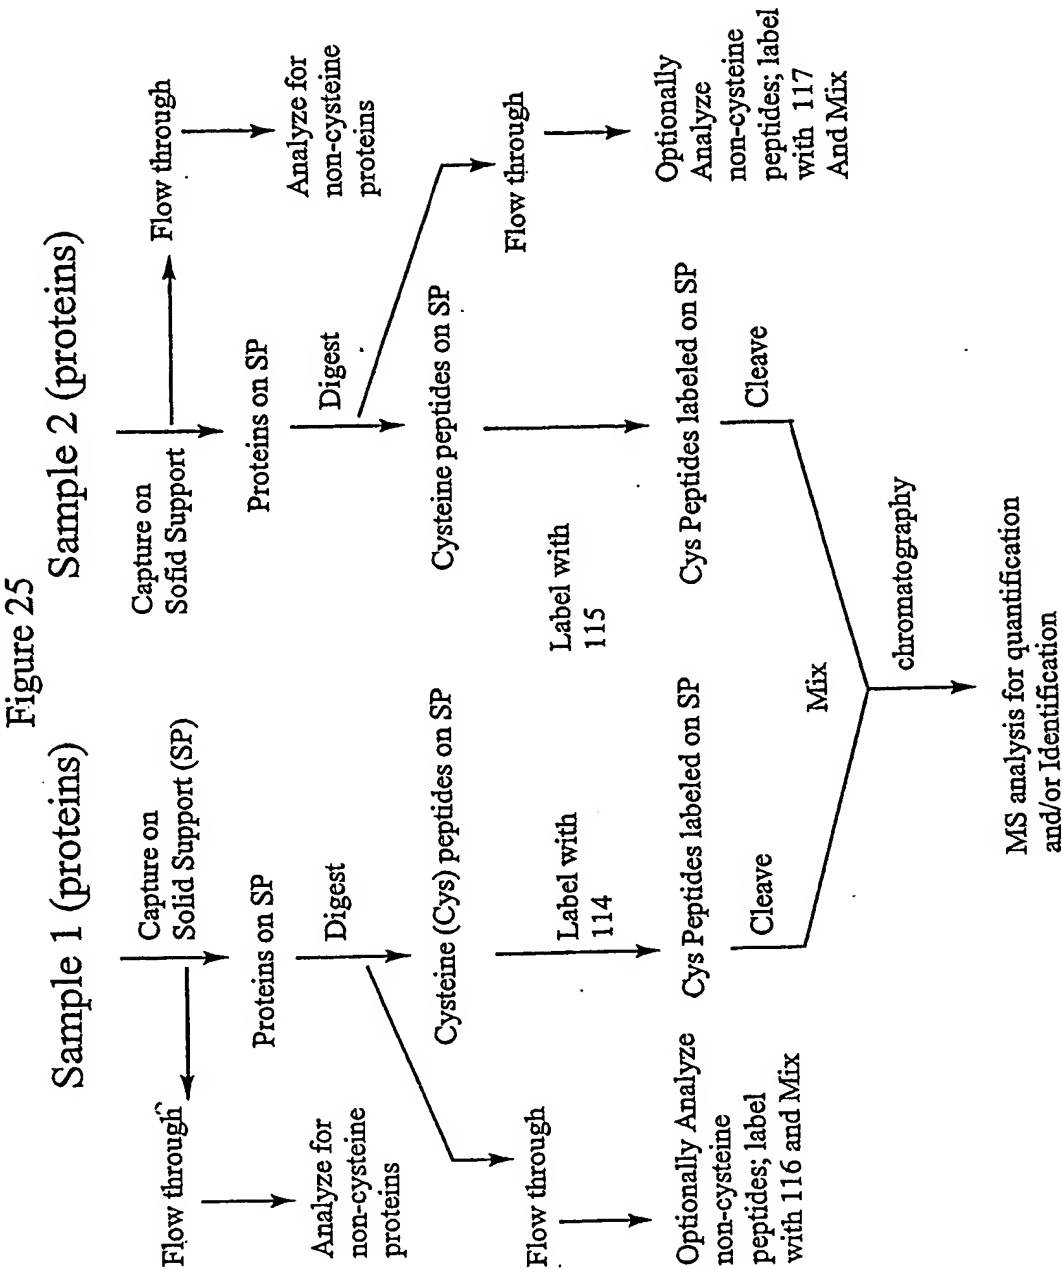 Figure 25
Sample 1 (proteins)
Sample 2 (proteins)
Capture on
Solid Support (SP)
Capture on
Solid Support
Flow through
Flow through
Proteins on SP
Proteins on SP
Analyze for
non-cysteine
proteins
Analyze for
non-cysteine
proteins
Digest
Digest
Cysteine (Cys) peptides on SP
Cysteine peptides on SP
Flow through
Flow through
Label with
114
Label with
115
Optionally Analyze
non-cysteine
peptides; label
with 116 and Mix
Cys Peptides labeled on SP
Cys Peptides labeled on SP
Optionally
Analyze
non-cysteine
peptides; label
with 117
And Mix
Cleave
Mix
Cleave
chromatography
MS analysis for quantification
and/or Identification